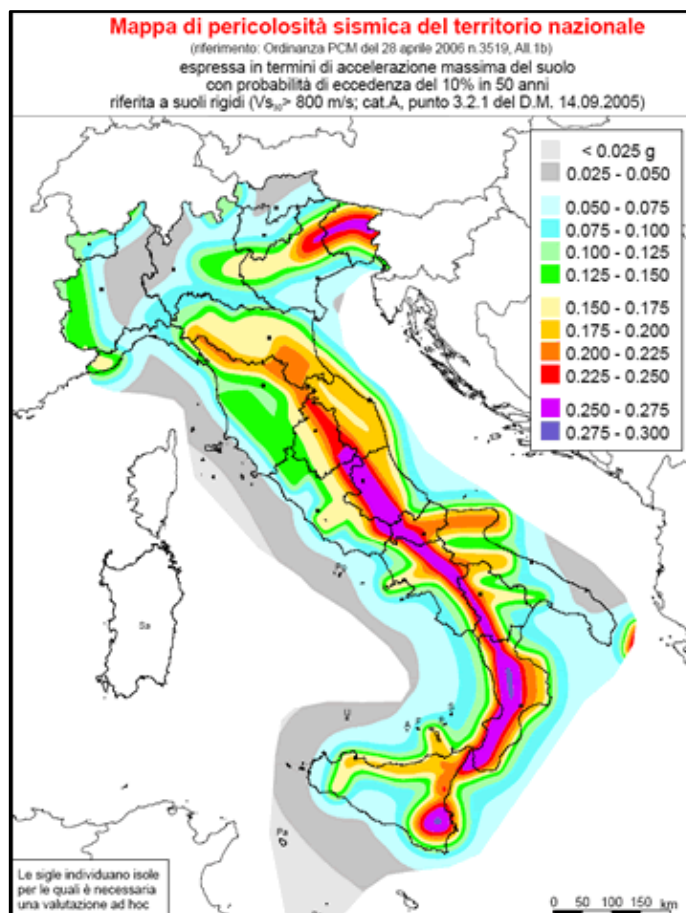 Mappa di pericolosità sismica del territorio nazionale
(riferimento: Ordinanza PCM del 28 aprile 2006 n.3519, All.1b)
espressa in termini di accelerazione massima del suolo
con probabilità di eccedenza del 10% in 50 anni
riferita a suoli rigidi (Vs₃₀> 800 m/s; cat.A, punto 3.2.1 del D.M. 14.09.2005)
< 0.025 g
0.025 - 0.050
0.050 - 0.075
0.075 - 0.100
0.100 - 0.125
0.125 - 0.150
0.150 - 0.175
0.175 - 0.200
0.200 - 0.225
0.225 - 0.250
0.250 - 0.275
0.275 - 0.300
Sa
U
A
Pa
Le sigle individuano isole
per le quali è necessaria
una valutazione ad hoc
0 50 100 150 km